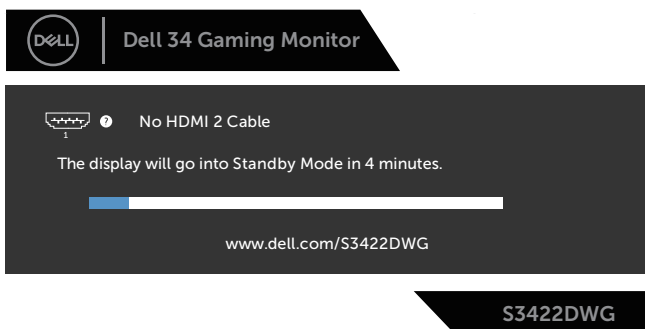 DELL
Dell 34 Gaming Monitor
? No HDMI 2 Cable
1
The display will go into Standby Mode in 4 minutes.
www.dell.com/S3422DWG
S3422DWG